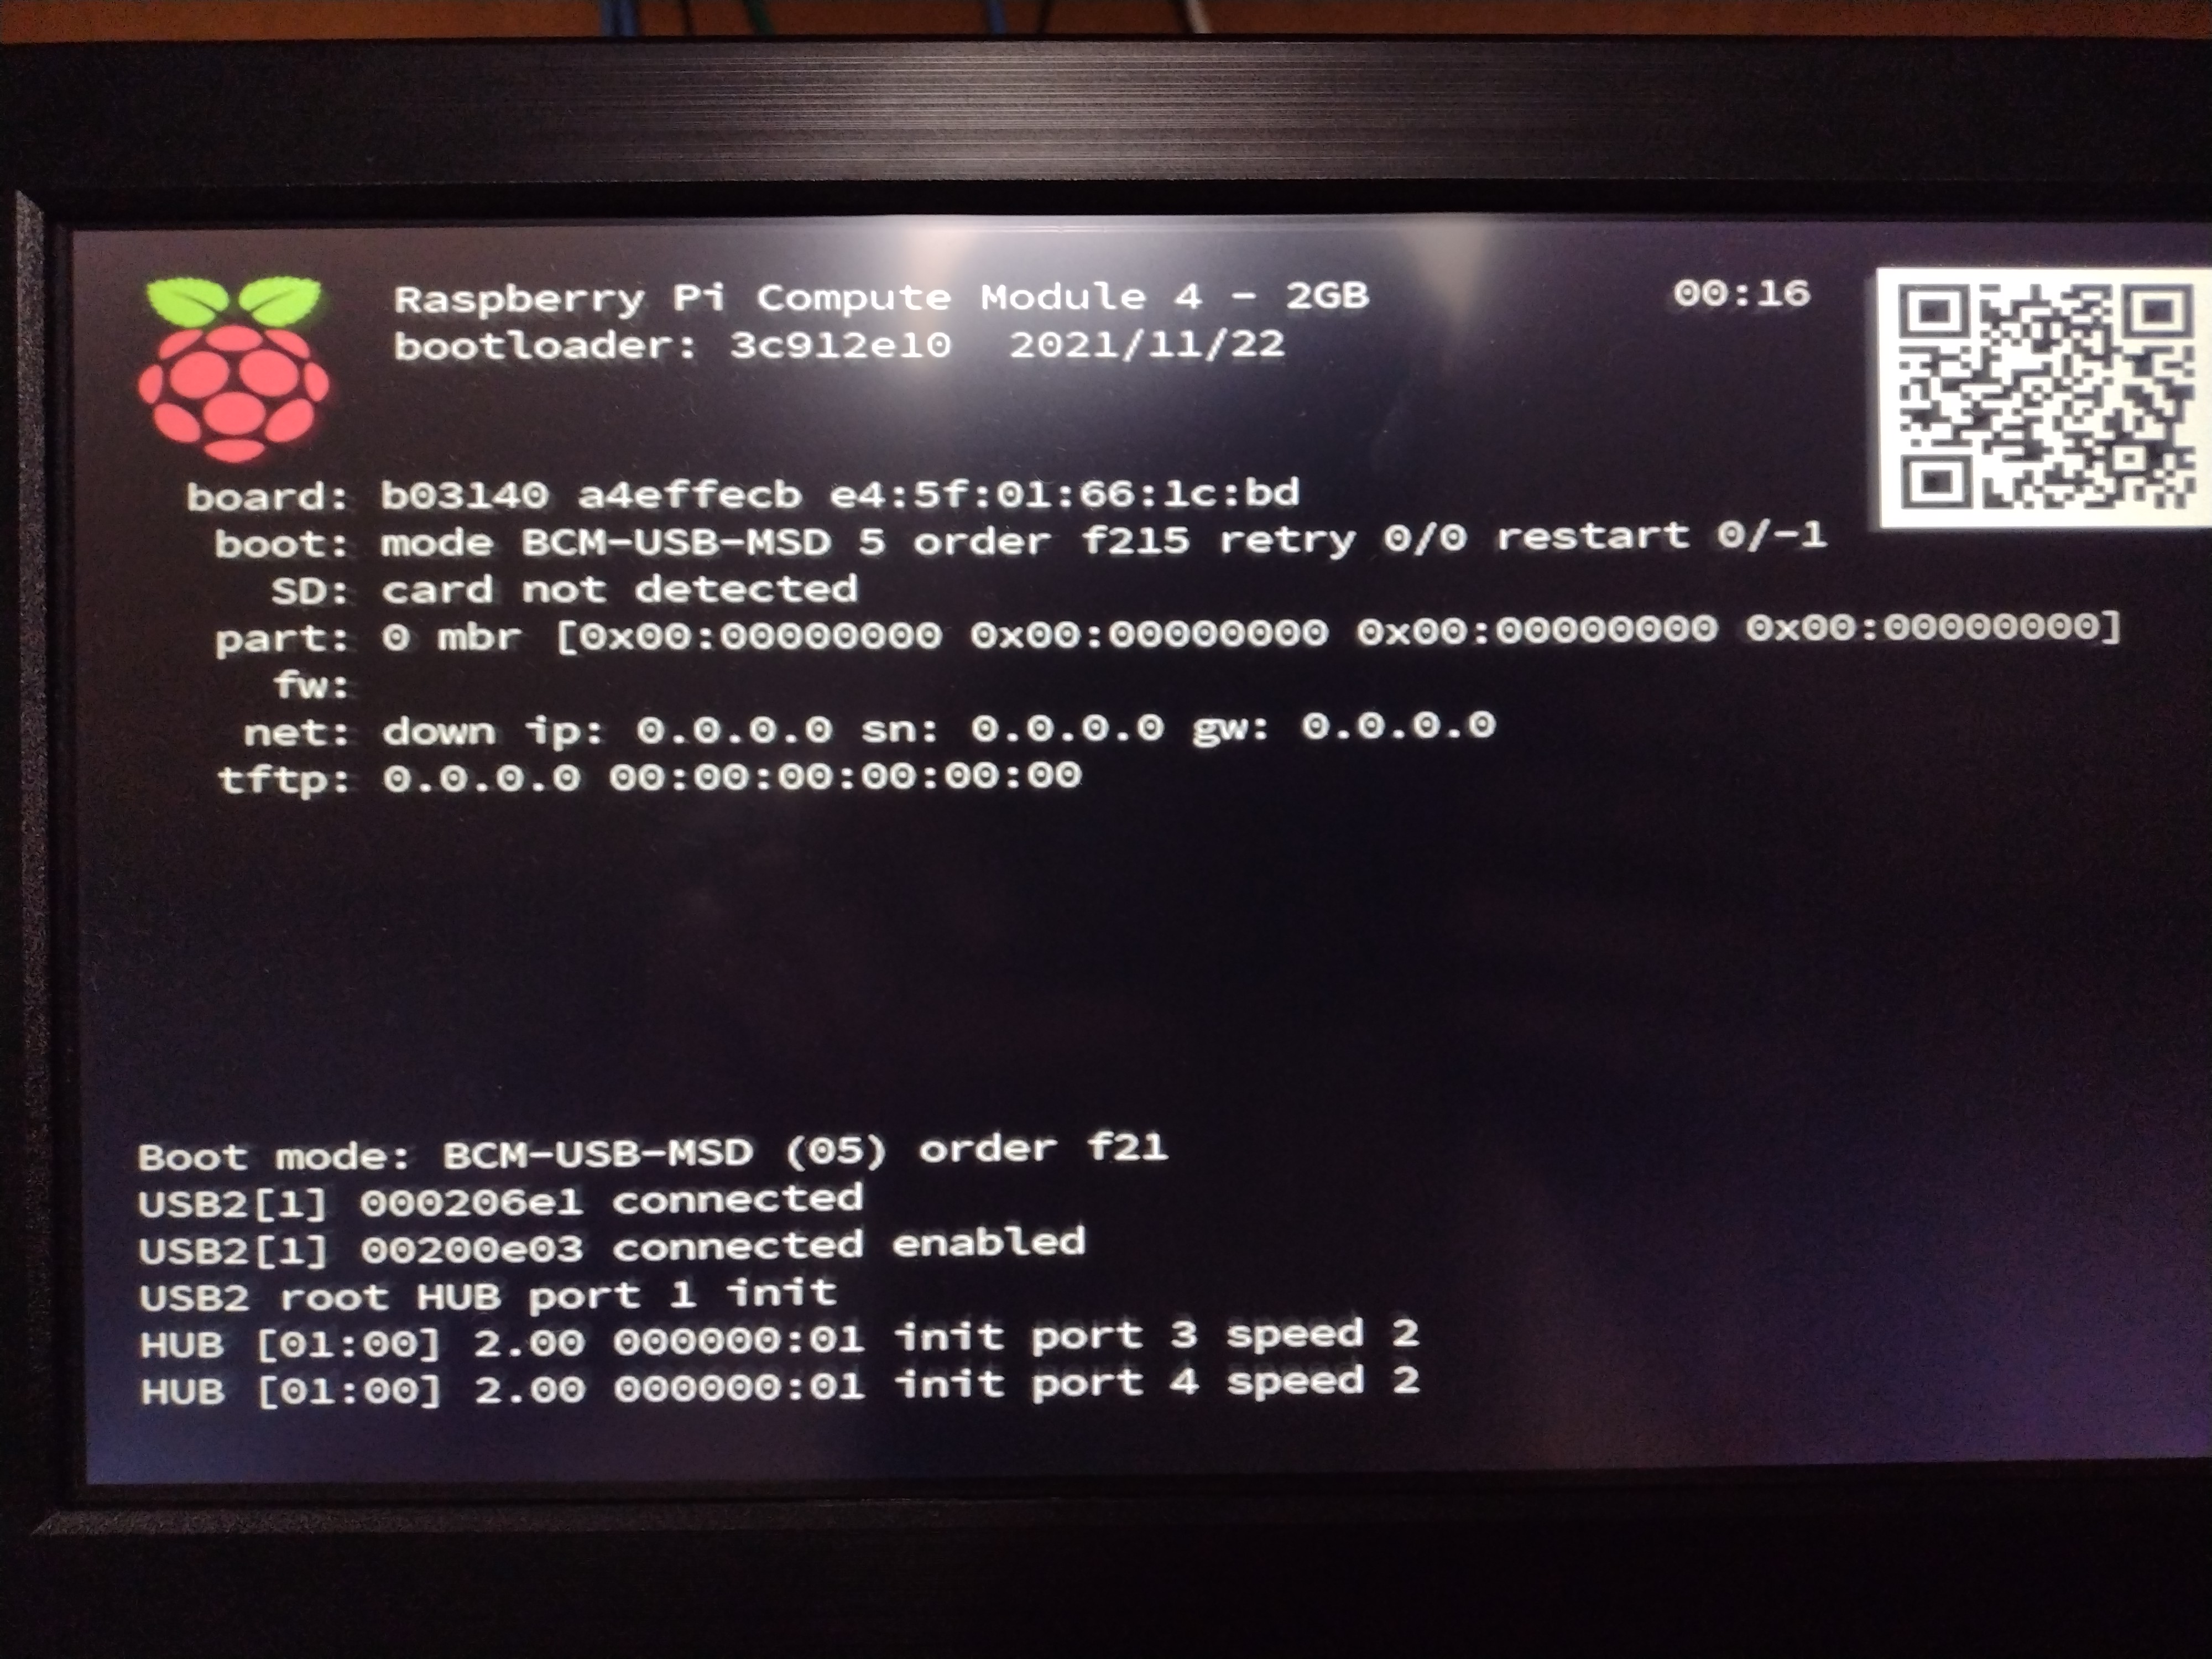 Raspberry Pi Compute Module 4 - 2GB
00:16
bootloader: 3c912e10 2021/11/22
board: b03140 a4effecb e4:5f:01:66:1c:bd
boot: mode BCM-USB-MSD 5 order f215 retry 0/0 restart 0/-1
SD: card not detected
part: 0 mbr [0x00:00000000 0x00:00000000 0x00:00000000 0x00:00000000]
fw:
net: down ip: 0.0.0.0 sn: 0.0.0.0 gw: 0.0.0.0
tftp: 0.0.0.0 00:00:00:00:00:00
Boot mode: BCM-USB-MSD (05) order f21
USB2[1] 000206e1 connected
USB2[1] 00200e03 connected enabled
USB2 root HUB port 1 init
HUB [01:00] 2.00 000000:01 init port 3 speed 2
HUB [01:00] 2.00 000000:01 init port 4 speed 2